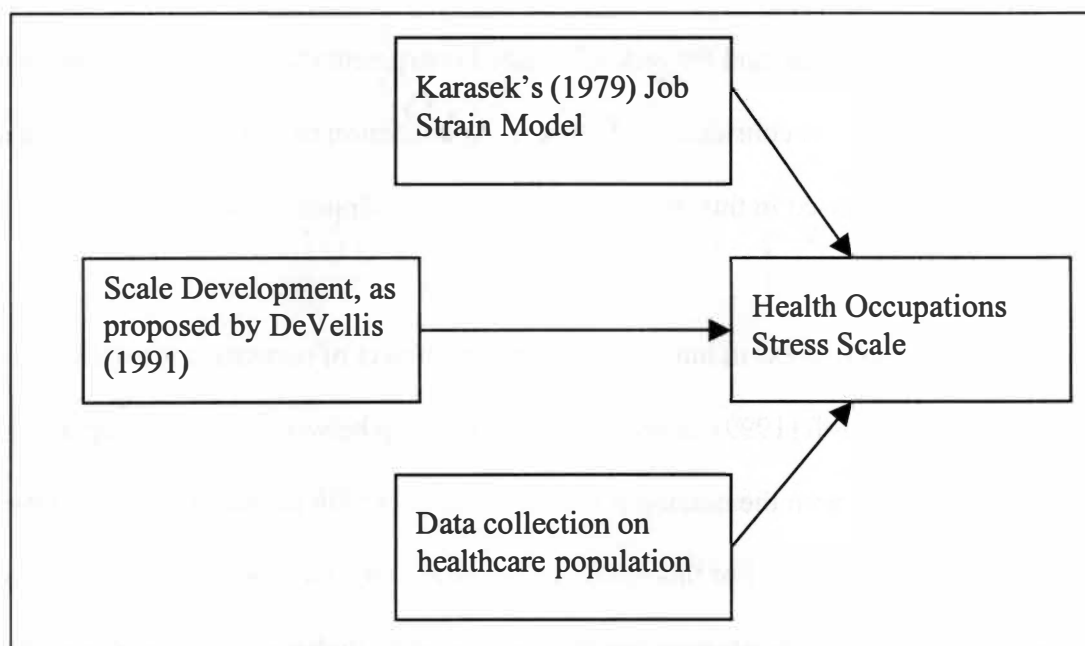 Karasek's (1979) Job
Strain Model
Scale Development, as
proposed by DeVellis
(1991)
Health Occupations
Stress Scale
Data collection on
healthcare population